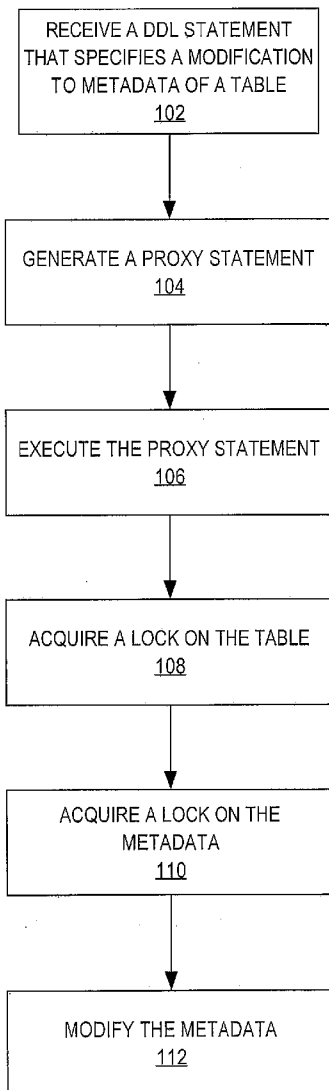 RECEIVE A DDL STATEMENT
THAT SPECIFIES A MODIFICATION
TO METADATA OF A TABLE
102
GENERATE A PROXY STATEMENT
104
EXECUTE THE PROXY STATEMENT
106
ACQUIRE A LOCK ON THE TABLE
108
ACQUIRE A LOCK ON THE
METADATA
110
MODIFY THE METADATA
112